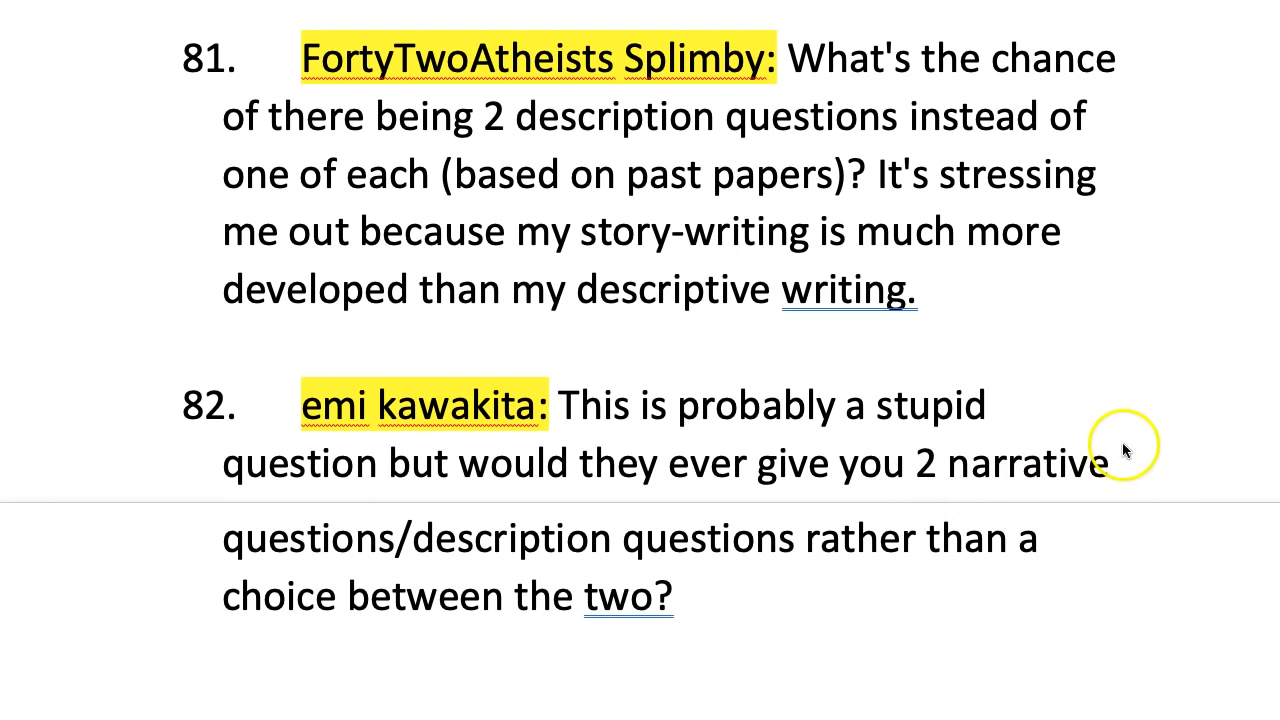 81. FortyTwoAtheists Splimby: What's the chance
of there being 2 description questions instead of
one of each (based on past papers)? It's stressing
me out because my story-writing is much more
developed than my descriptive writing.
82. emi kawakita: This is probably a stupid
question but would they ever give you 2 narrative
questions/description questions rather than a
choice between the two?